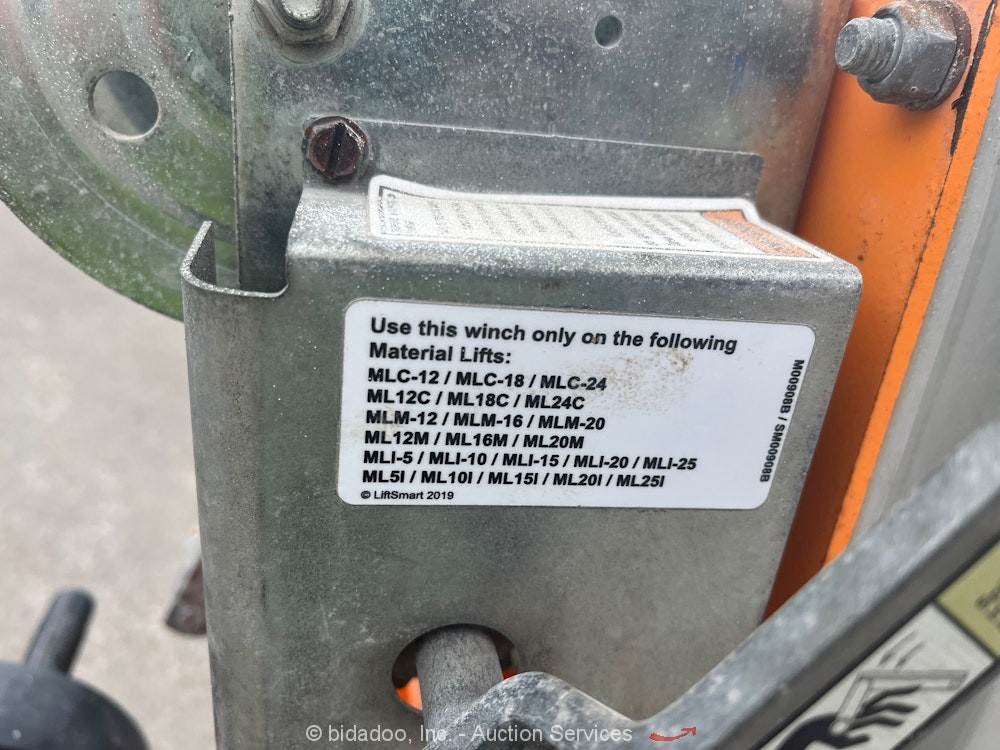 Use this winch only on the following
Material Lifts:
MLC-12 / MLC-18 / MLC-24
ML12C / ML18C / ML24C
MLM-12 / MLM-16 / MLM-20
ML12M / ML16M / ML20M
MLI-5 / MLI-10 / MLI-15 / MLI-20 / MLI-25
ML5I / ML10I / ML15I / ML20I / ML25I
© LiftSmart 2019
M00908B / SM00908B
© bidadoo, Inc. - Auction Services